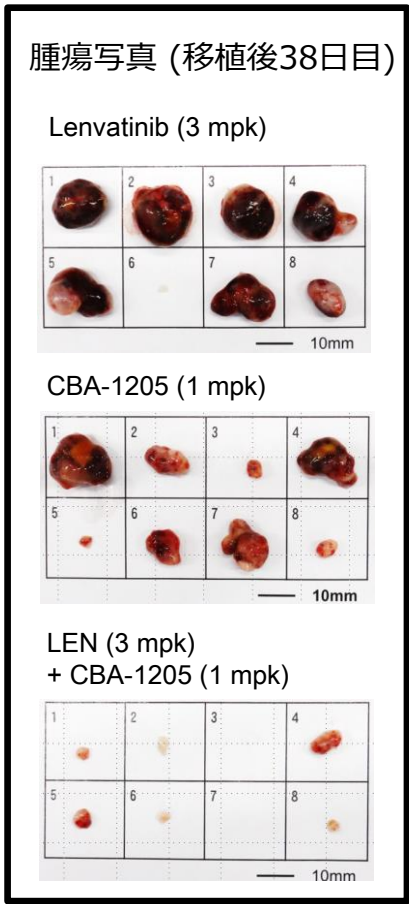 腫瘍写真 (移植後38日目)
Lenvatinib (3 mpk)
1 2 3 4
5 6 7 8
10mm
CBA-1205 (1 mpk)
1 2 3 4
5 6 7 8
10mm
LEN (3 mpk)
+ CBA-1205 (1 mpk)
1 2 3 4
5 6 7 8
10mm